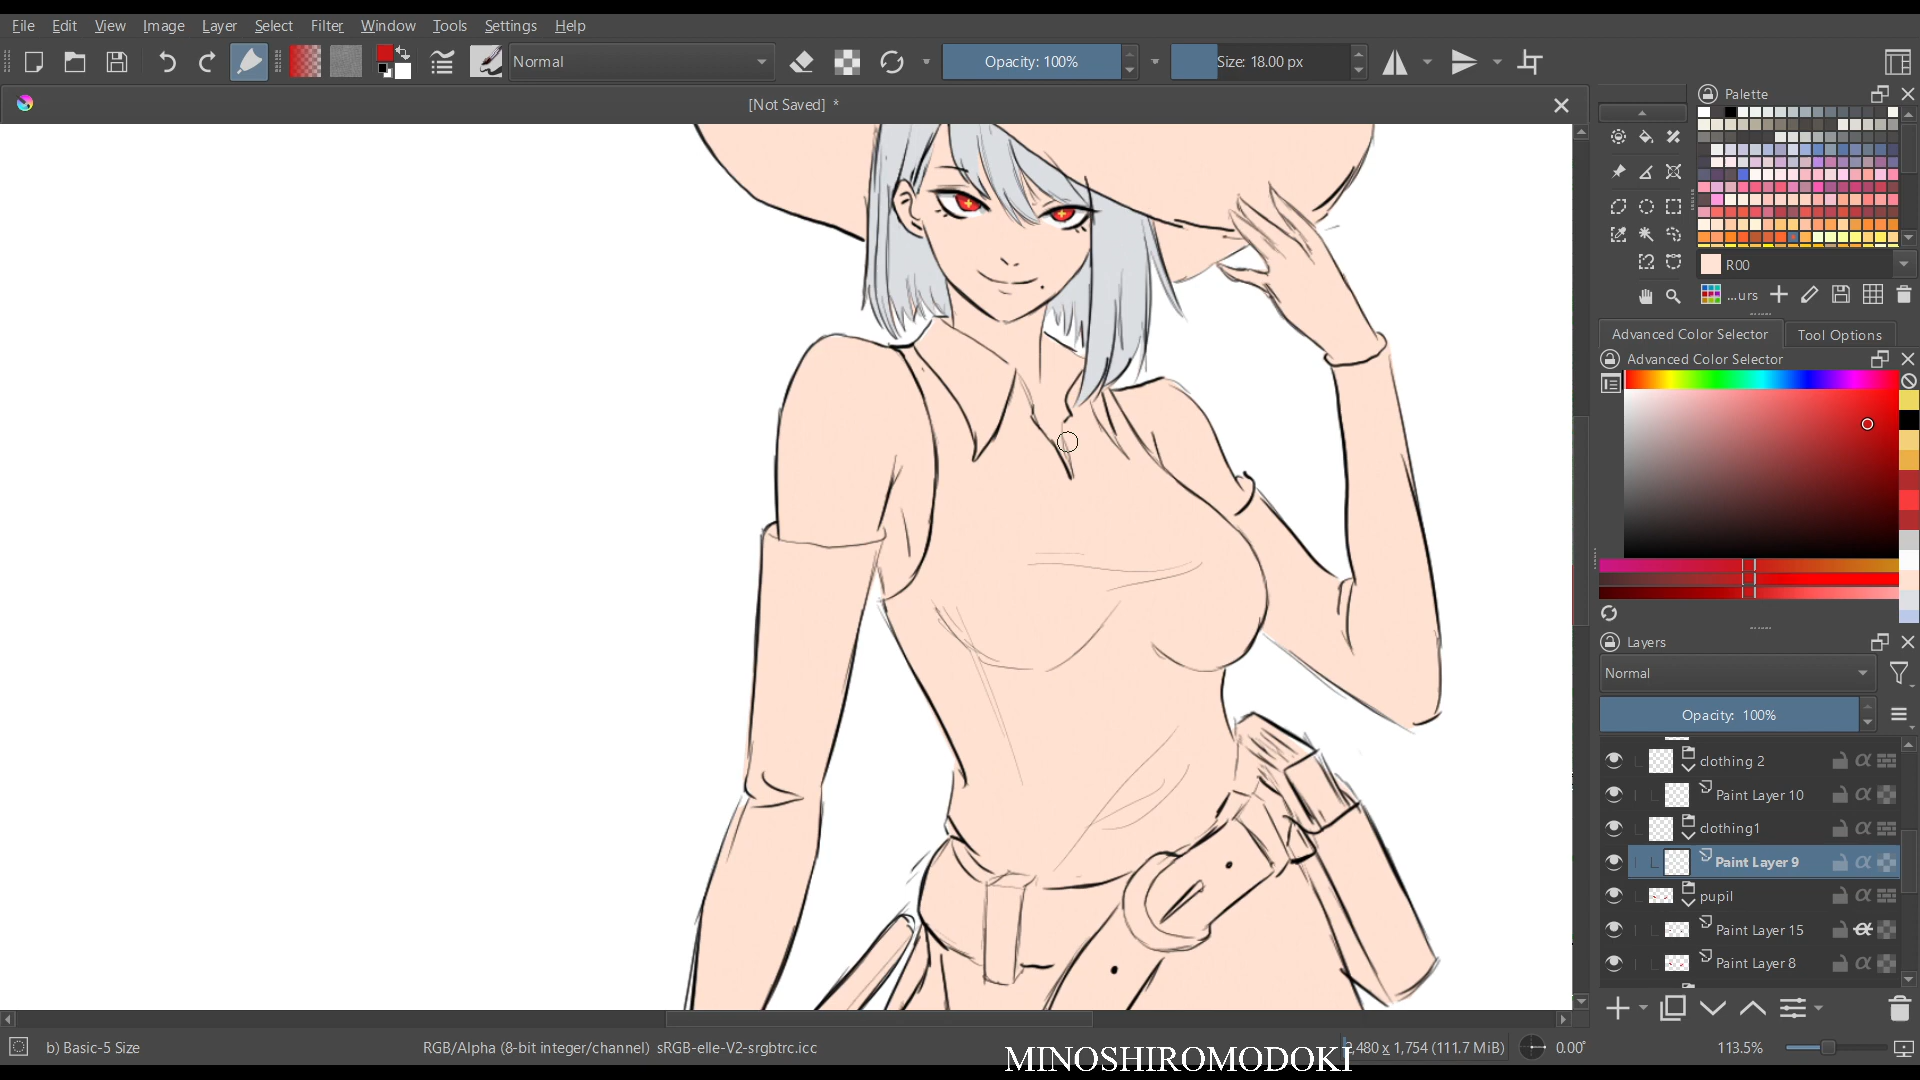 File Edit View Image Layer Select Filter Window Tools Settings Help
Normal Opacity: 100% Size: 18.00 px
[Not Saved] *
Palette
R00
...urs
Advanced Color Selector Tool Options
Advanced Color Selector
Layers
Normal
Opacity: 100%
clothing 2
Paint Layer 10
clothing1
Paint Layer 9
pupil
Paint Layer 15
Paint Layer 8
b) Basic-5 Size RGB/Alpha (8-bit integer/channel) sRGB-elle-V2-srgbtrc.icc ,480 x 1,754 (111.7 MiB) 0.00° 113.5%
MINOSHIROMODOKI